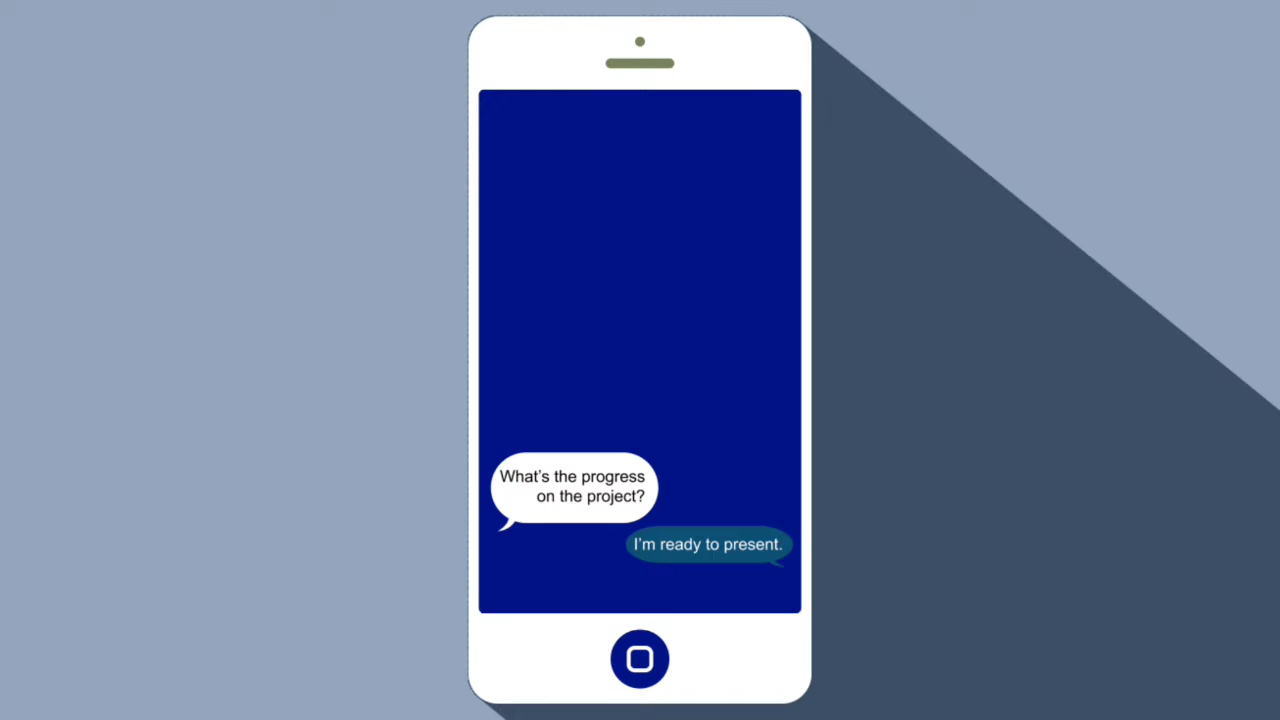 What’s the progress
on the project?
I’m ready to present.